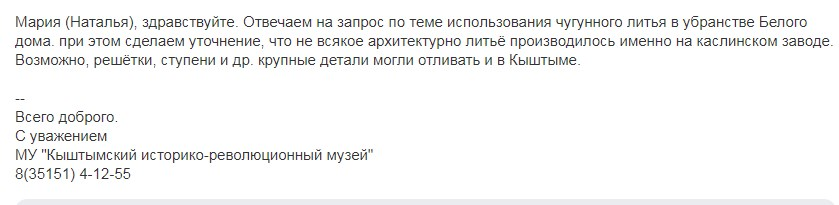 Мария (Наталья), здравствуйте. Отвечаем на запрос по теме использования чугунного литья в убранстве Белого
дома. при этом сделаем уточнение, что не всякое архитектурно литьё производилось именно на каслинском заводе.
Возможно, решётки, ступени и др. крупные детали могли отливать и в Кыштыме.
--
Всего доброго.
С уважением
МУ "Кыштымский историко-революционный музей"
8(35151) 4-12-55